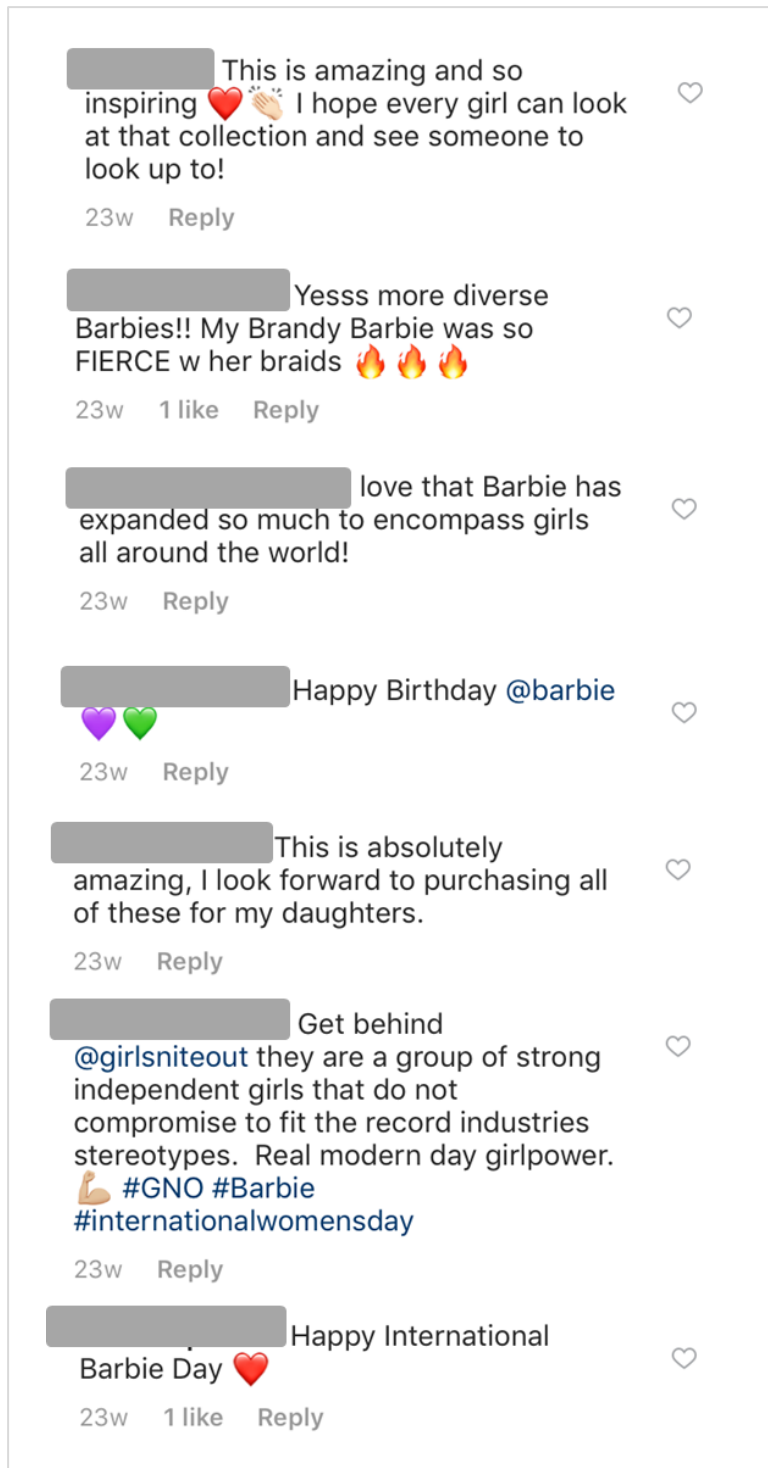 This is amazing and so
inspiring ❤️👏🏻 I hope every girl can look
at that collection and see someone to
look up to!
23w Reply
Yesss more diverse
Barbies!! My Brandy Barbie was so
FIERCE w her braids 🔥🔥🔥
23w 1 like Reply
love that Barbie has
expanded so much to encompass girls
all around the world!
23w Reply
Happy Birthday @barbie
💜💚
23w Reply
This is absolutely
amazing, I look forward to purchasing all
of these for my daughters.
23w Reply
Get behind
@girlsniteout they are a group of strong
independent girls that do not
compromise to fit the record industries
stereotypes.  Real modern day girlpower.
💪🏼 #GNO #Barbie
#internationalwomensday
23w Reply
Happy International
Barbie Day ❤️
23w 1 like Reply